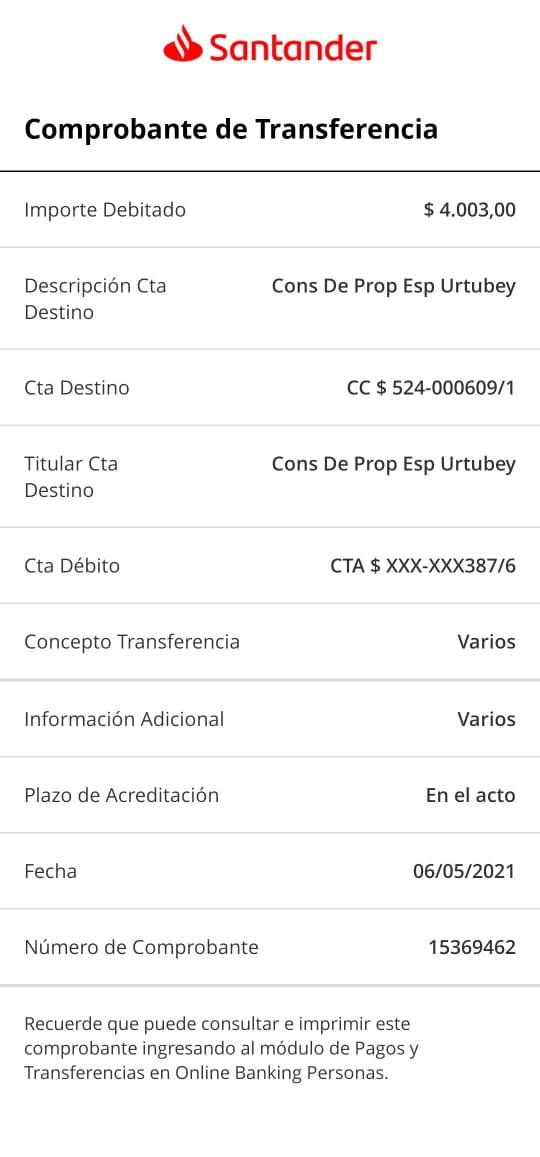 Santander
Comprobante de Transferencia
Importe Debitado $ 4.003,00
Descripción Cta Destino Cons De Prop Esp Urtubey
Cta Destino CC $ 524-000609/1
Titular Cta Destino Cons De Prop Esp Urtubey
Cta Débito CTA $ XXX-XXX387/6
Concepto Transferencia Varios
Información Adicional Varios
Plazo de Acreditación En el acto
Fecha 06/05/2021
Número de Comprobante 15369462
Recuerde que puede consultar e imprimir este
comprobante ingresando al módulo de Pagos y
Transferencias en Online Banking Personas.